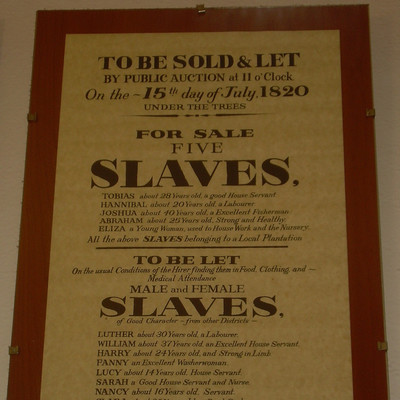 TO BE SOLD & LET
BY PUBLIC AUCTION at 11 o'Clock
On the ~ 15th day of July, 1820
UNDER THE TREES
FOR SALE
FIVE
SLAVES,
TOBIAS about 28 Years old, a good House Servant.
HANNIBAL about 20 Years old, a Labourer
JOSHUA about 40 Years old, a Excellent Fisherman
ABRAHAM about 25 Years old, Strong and Healthy
ELIZA a Young Woman, used to House Work and the Nursery.
All the above SLAVES belonging to a Local Plantation
TO BE LET
On the usual Conditions of the Hirer finding them in Food, Clothing, and ~
Medical Attendance
MALE and FEMALE
SLAVES,
of Good Character ~ from other Districts ~
LUTHER about 30 Years old, a Labourer.
WILLIAM about 37 Years old an Excellent House Servant.
HARRY about 24 Years old, and Strong in Limb.
FANNY an Excellent Washerwoman.
LUCY about 14 Years old, House Servant.
SARAH a Good House Servant and Nurse.
NANCY about 16 Years old, Servant.